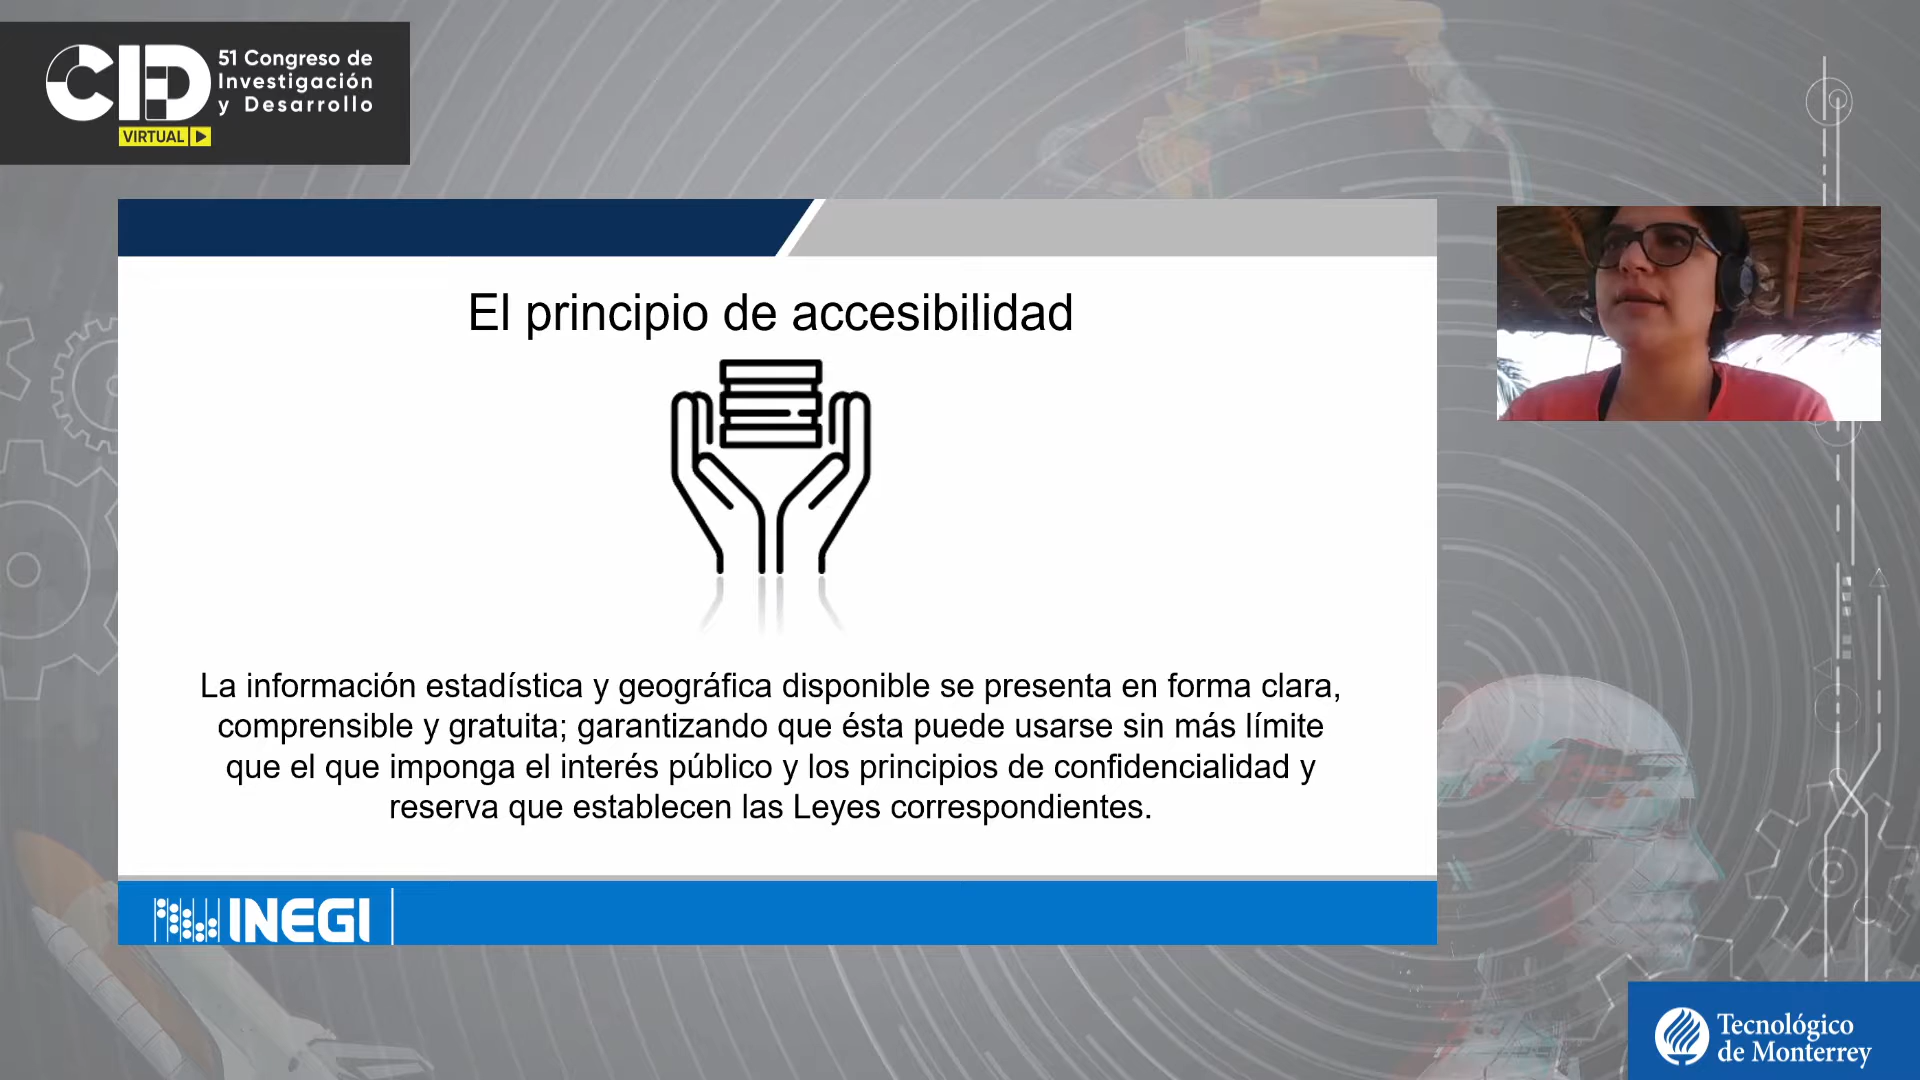 51 Congreso de
Investigación
y Desarrollo
CID
VIRTUAL
El principio de accesibilidad
La información estadística y geográfica disponible se presenta en forma clara,
comprensible y gratuita; garantizando que ésta puede usarse sin más límite
que el que imponga el interés público y los principios de confidencialidad y
reserva que establecen las Leyes correspondientes.
INEGI
Tecnológico
de Monterrey